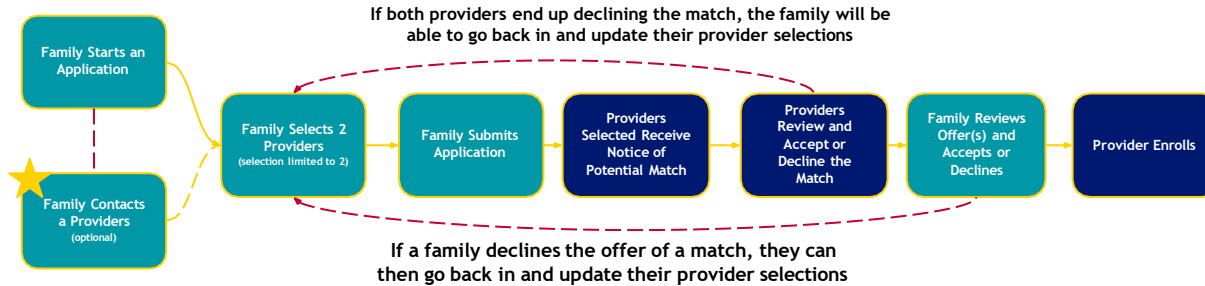 If both providers end up declining the match, the family will be
able to go back in and update their provider selections
Family Starts an
Application
Family Contacts
a Providers
(optional)
Family Selects 2
Providers
(selection limited to 2)
Family Submits
Application
Providers
Selected Receive
Notice of
Potential Match
Providers
Review and
Accept or
Decline the
Match
Family Reviews
Offer(s) and
Accepts or
Declines
Provider Enrolls
If a family declines the offer of a match, they can
then go back in and update their provider selections